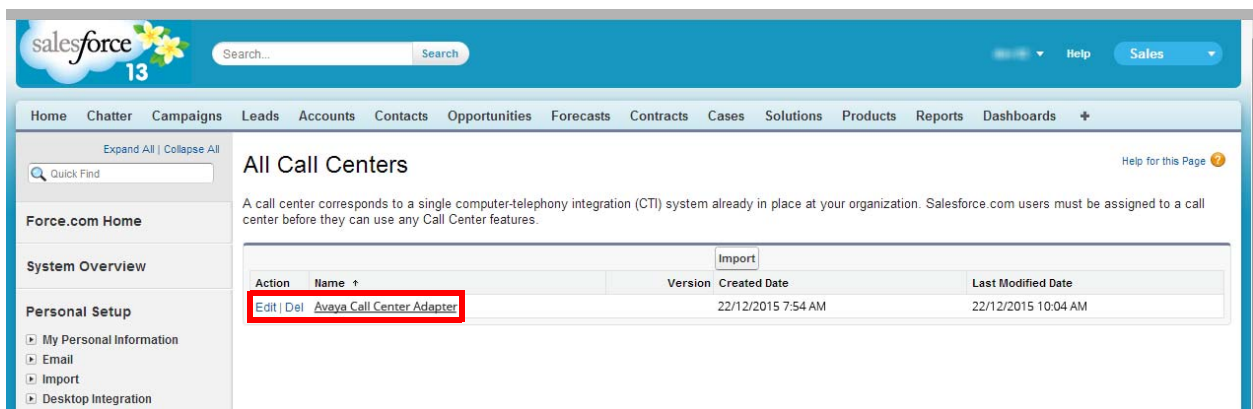 salesforce
13
Search...
Search
Help
Sales
Home Chatter Campaigns Leads Accounts Contacts Opportunities Forecasts Contracts Cases Solutions Products Reports Dashboards +
Expand All | Collapse All
Quick Find
Force.com Home
System Overview
Personal Setup
My Personal Information
Email
Import
Desktop Integration
All Call Centers
Help for this Page ?
A call center corresponds to a single computer-telephony integration (CTI) system already in place at your organization. Salesforce.com users must be assigned to a call
center before they can use any Call Center features.
Import
Action Name ↑ Version Created Date Last Modified Date
Edit | Del Avaya Call Center Adapter 22/12/2015 7:54 AM 22/12/2015 10:04 AM